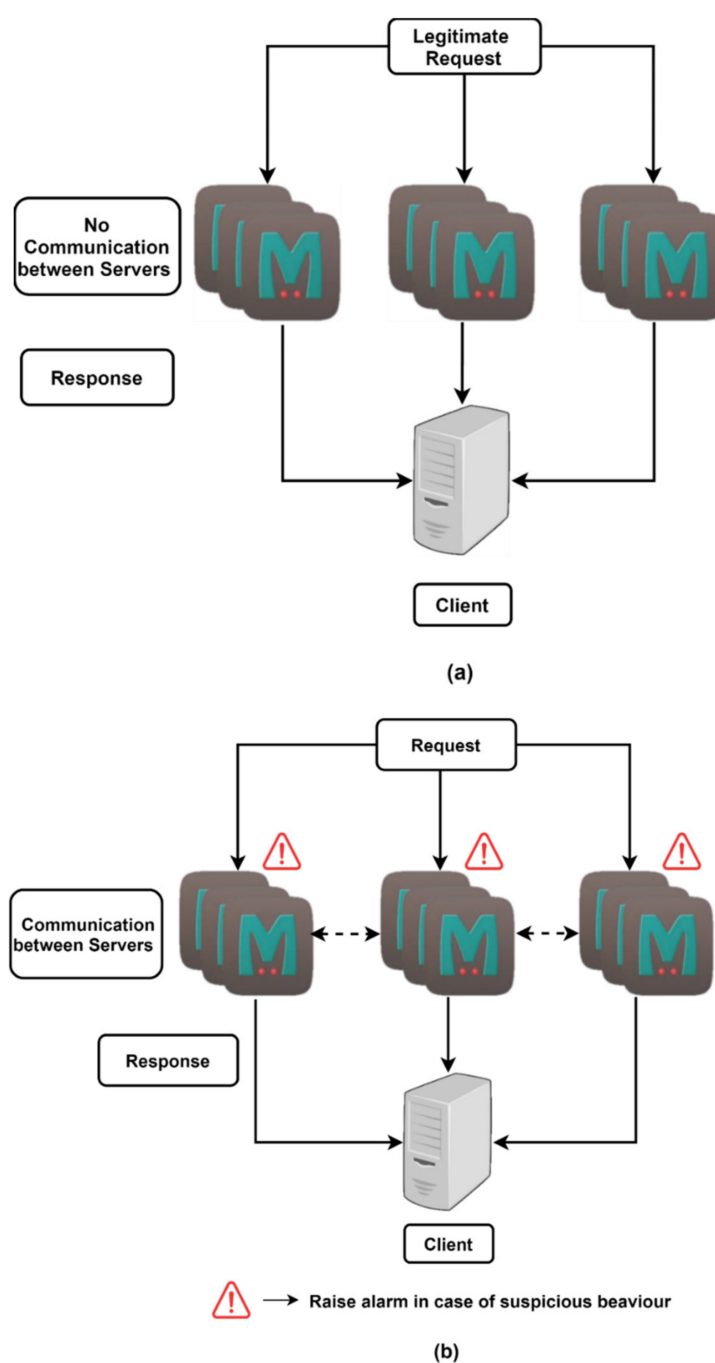 Legitimate
Request
No
Communication
between Servers
Response
Client
(a)
Request
Communication
between Servers
Response
Client
Raise alarm in case of suspicious beaviour
(b)